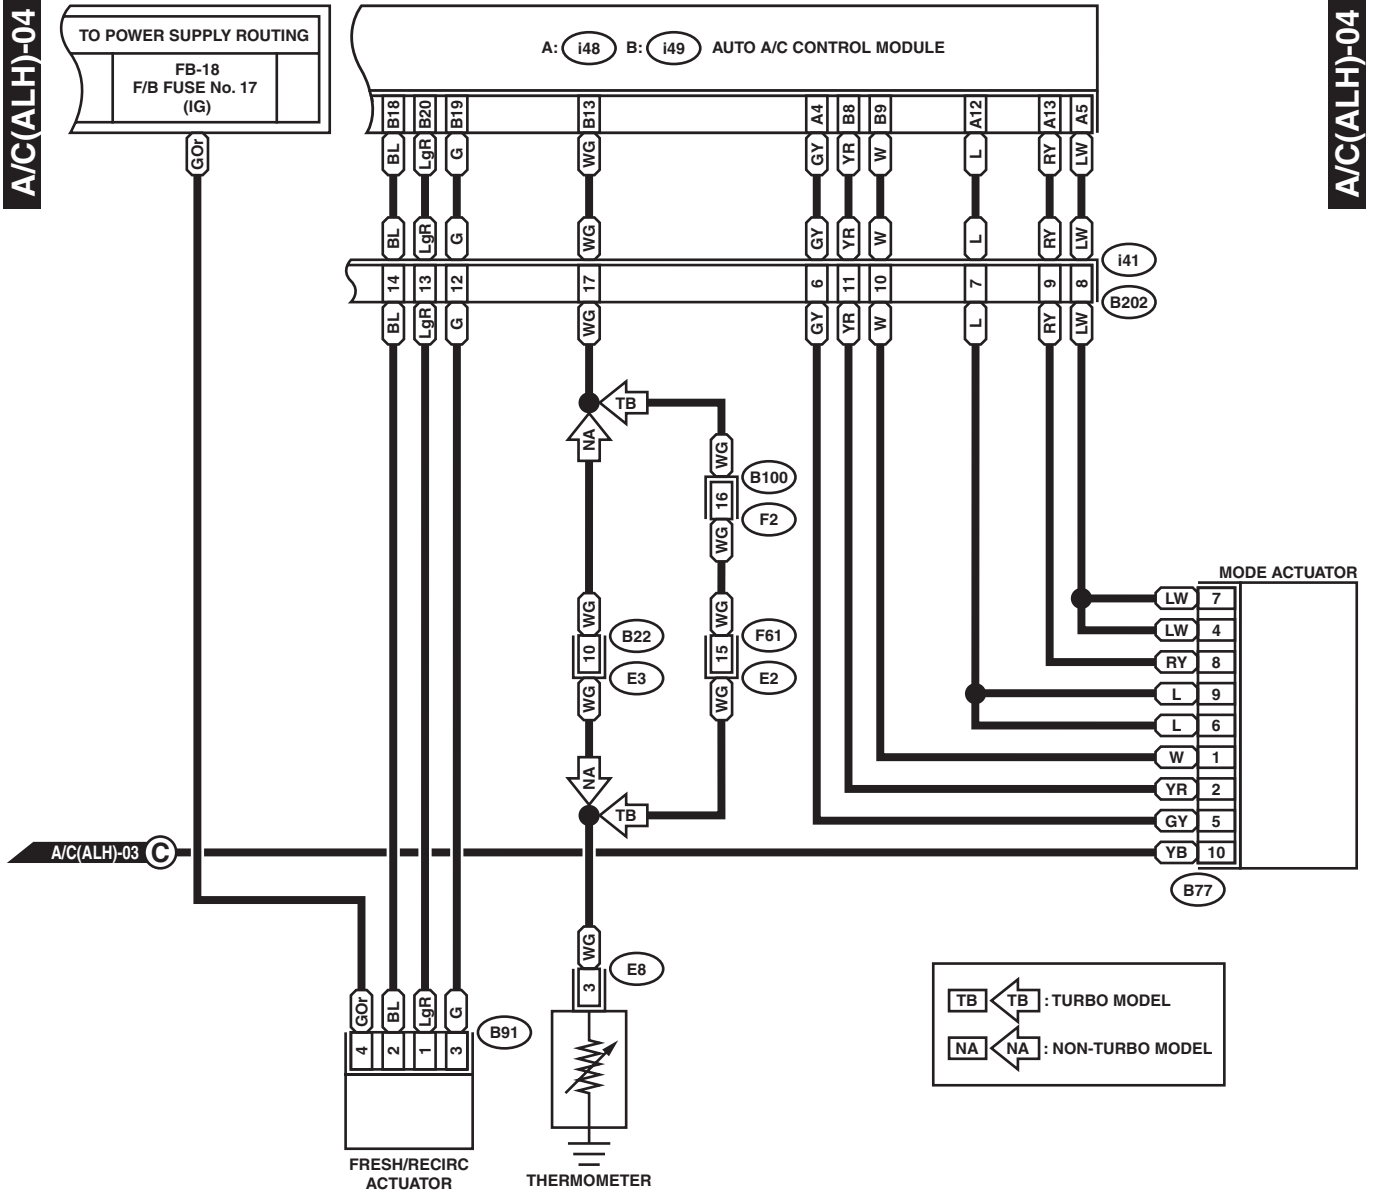 A/C(ALH)-04
A/C(ALH)-04
TO POWER SUPPLY ROUTING
FB-18
F/B FUSE No. 17
(IG)
A: i48 B: i49 AUTO A/C CONTROL MODULE
B18 B20 B19 B13 A4 B8 B9 A12 A13 A5
GOr BL LgR G WG GY YR W L RY LW
BL LgR G WG GY YR W L RY LW
i41
14 13 12 17 6 11 10 7 9 8
B202
BL LgR G WG GY YR W L RY LW
TB
NA
WG
B100
16
F2
WG
WG WG
B22 F61
10 15
E3 E2
WG WG
NA
TB
MODE ACTUATOR
LW 7
LW 4
RY 8
L 9
L 6
W 1
YR 2
GY 5
YB 10
B77
A/C(ALH)-03 C
WG
E8
3
GOr BL LgR G
B91
4 2 1 3
FRESH/RECIRC
ACTUATOR
THERMOMETER
TB TB : TURBO MODEL
NA NA : NON-TURBO MODEL